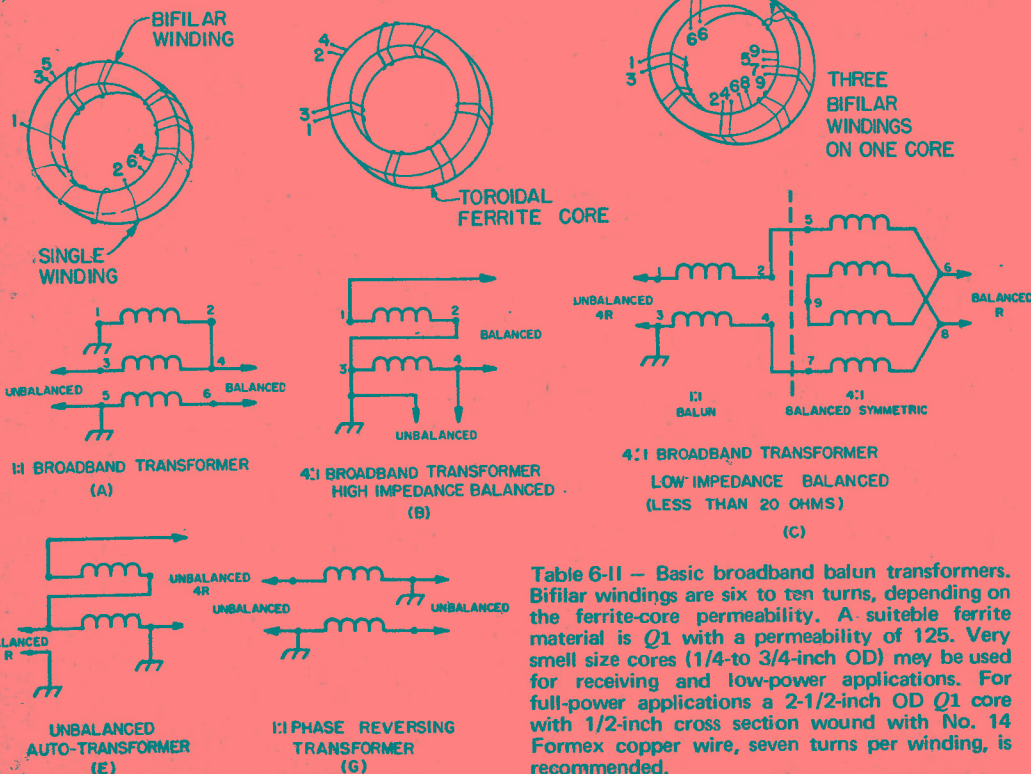 BIFILAR
WINDING
5
3
1
4
6
2
SINGLE
WINDING
4
2
3
1
TOROIDAL
FERRITE CORE
6 6
1
3
9
5
7
2 4 6 8 9
THREE
BIFILAR
WINDINGS
ON ONE CORE
1 2
3 4
5 6
UNBALANCED BALANCED
1:1 BROADBAND TRANSFORMER
(A)
1 2
BALANCED
3 4
UNBALANCED
4:1 BROADBAND TRANSFORMER
HIGH IMPEDANCE BALANCED
(B)
5
1 2 6
UNBALANCED
4R
9
BALANCED
R
3 4 8
7
1:1
BALUN
4:1
BALANCED SYMMETRIC
4:1 BROADBAND TRANSFORMER
LOW IMPEDANCE BALANCED
(LESS THAN 20 OHMS)
(C)
UNBALANCED
4R
ALANCED
R
UNBALANCED
AUTO-TRANSFORMER
(E)
UNBALANCED UNBALANCED
1:1 PHASE REVERSING
TRANSFORMER
(G)
Table 6-II — Basic broadband balun transformers.
Bifilar windings are six to ten turns, depending on
the ferrite-core permeability. A suiteble ferrite
material is Q1 with a permeability of 125. Very
smell size cores (1/4-to 3/4-inch OD) mey be used
for receiving and low-power applications. For
full-power applications a 2-1/2-inch OD Q1 core
with 1/2-inch cross section wound with No. 14
Formex copper wire, seven turns per winding, is
recommended.